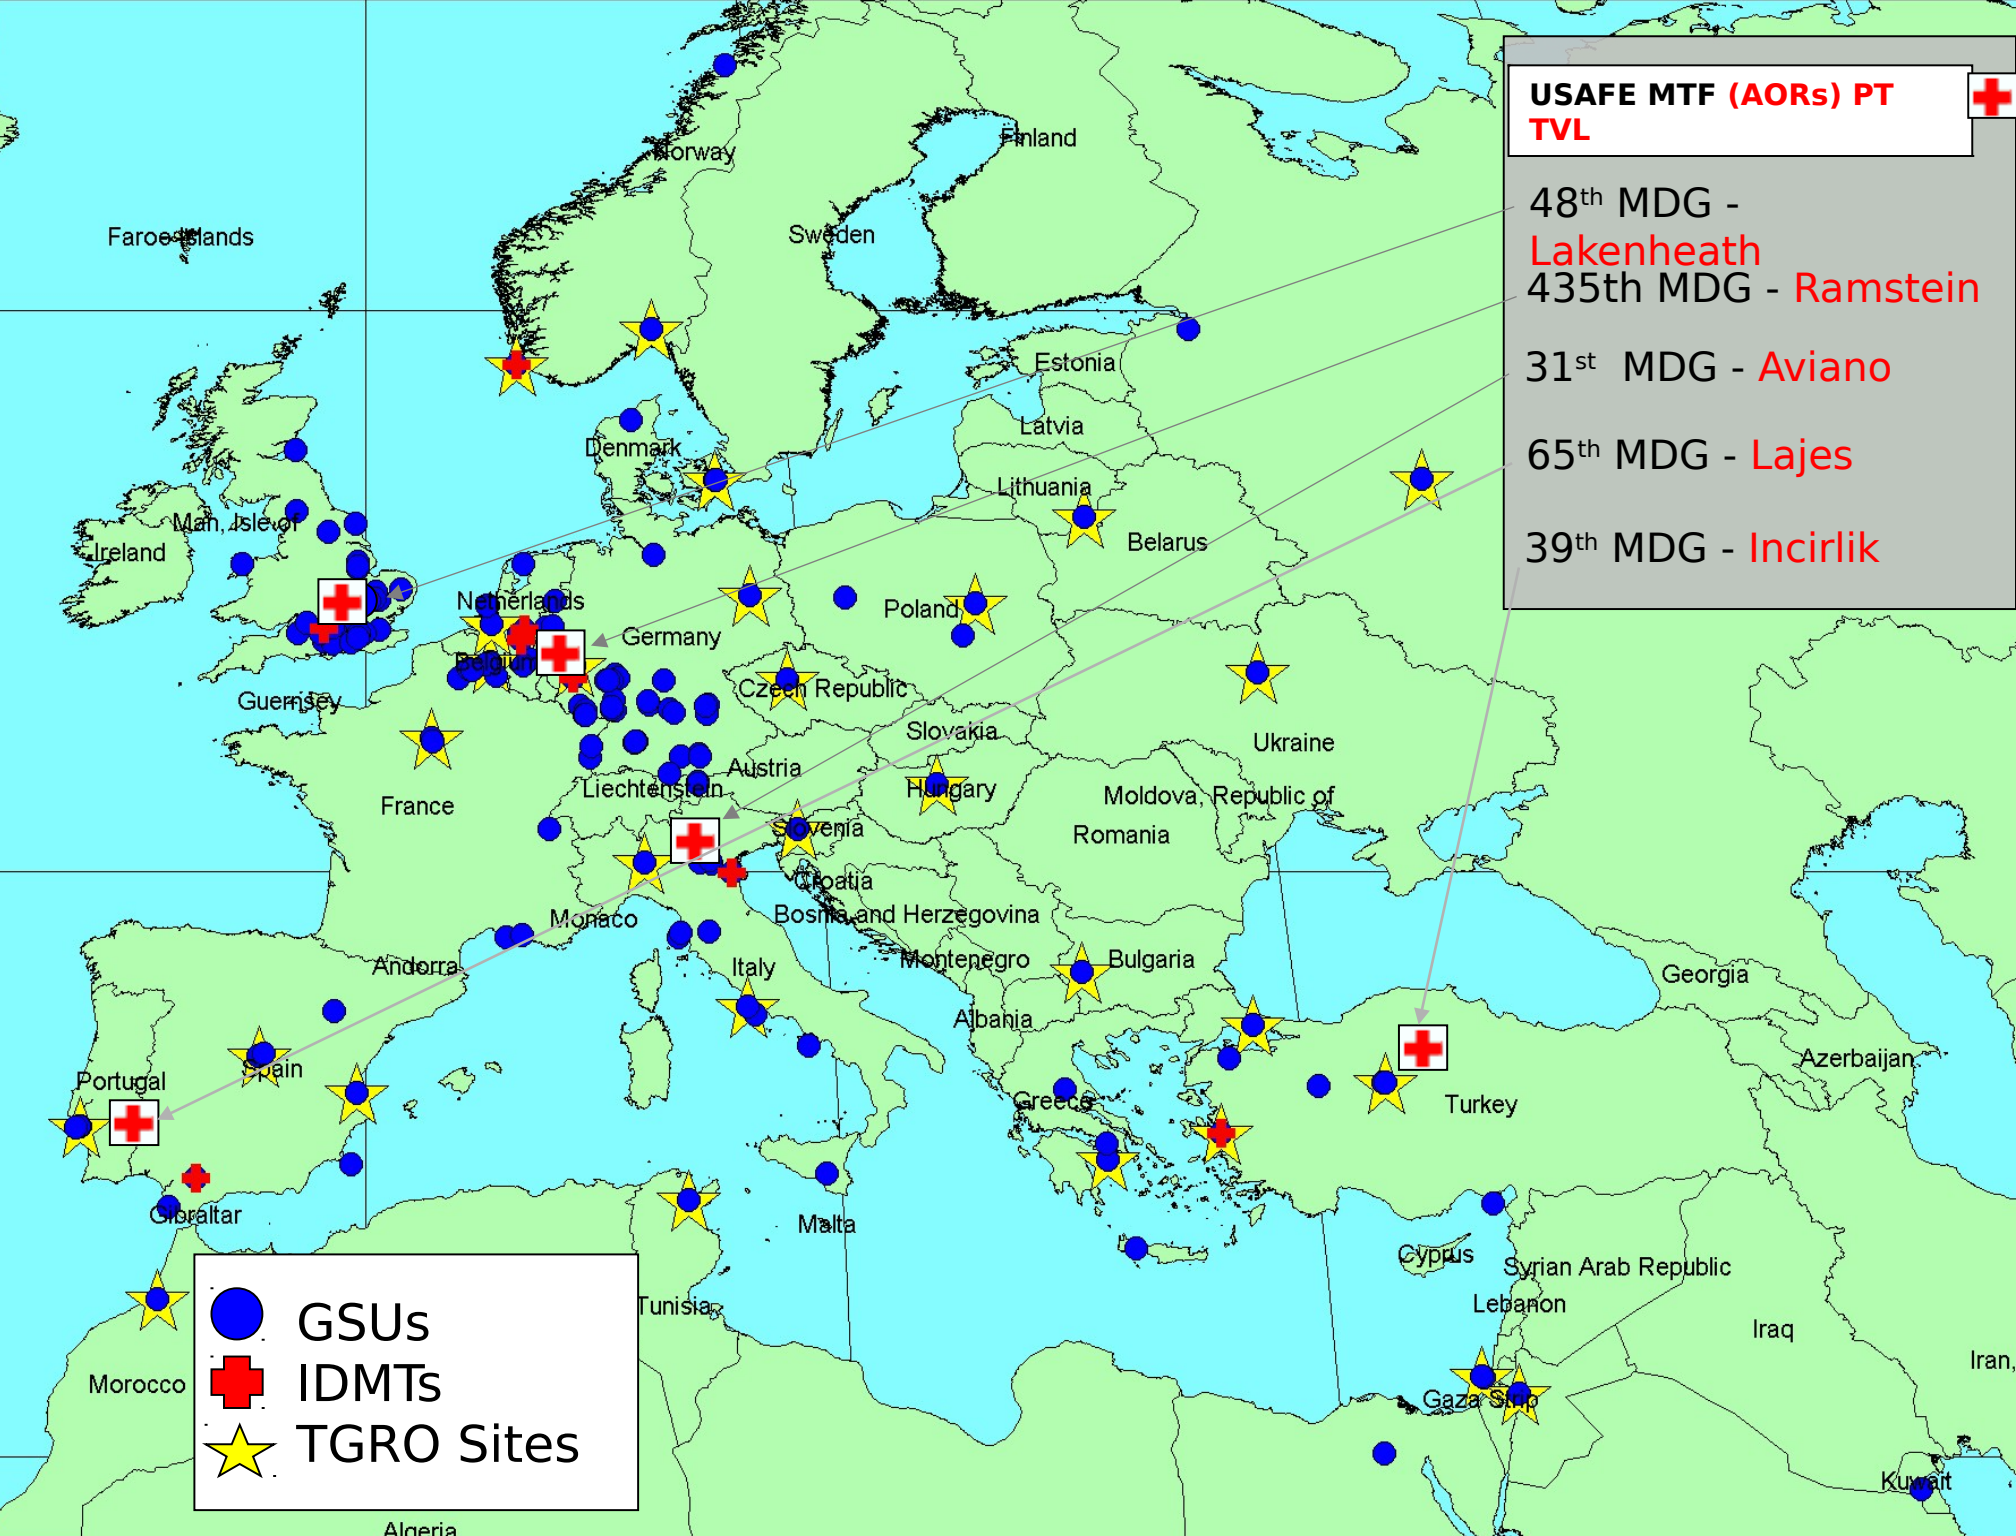 USAFE MTF (AORs) PT
TVL
48th MDG -
Lakenheath
435th MDG - Ramstein
31st MDG - Aviano
65th MDG - Lajes
39th MDG - Incirlik
Finland
Norway
Sweden
Faroe Islands
Estonia
Latvia
Denmark
Lithuania
Man, Isle of
Ireland
Belarus
Netherlands
Poland
Germany
Belgium
Czech Republic
Guernsey
Slovakia
Ukraine
Austria
Liechtenstein
Hungary
France
Moldova, Republic of
Slovenia
Romania
Croatia
Monaco
Bosnia and Herzegovina
Andorra
Italy
Montenegro
Bulgaria
Georgia
Albania
Spain
Azerbaijan
Portugal
Greece
Turkey
Gibraltar
Malta
Cyprus
Syrian Arab Republic
Tunisia
Lebanon
Iraq
Iran,
Morocco
Gaza Strip
Kuwait
Algeria
GSUs
IDMTs
TGRO Sites